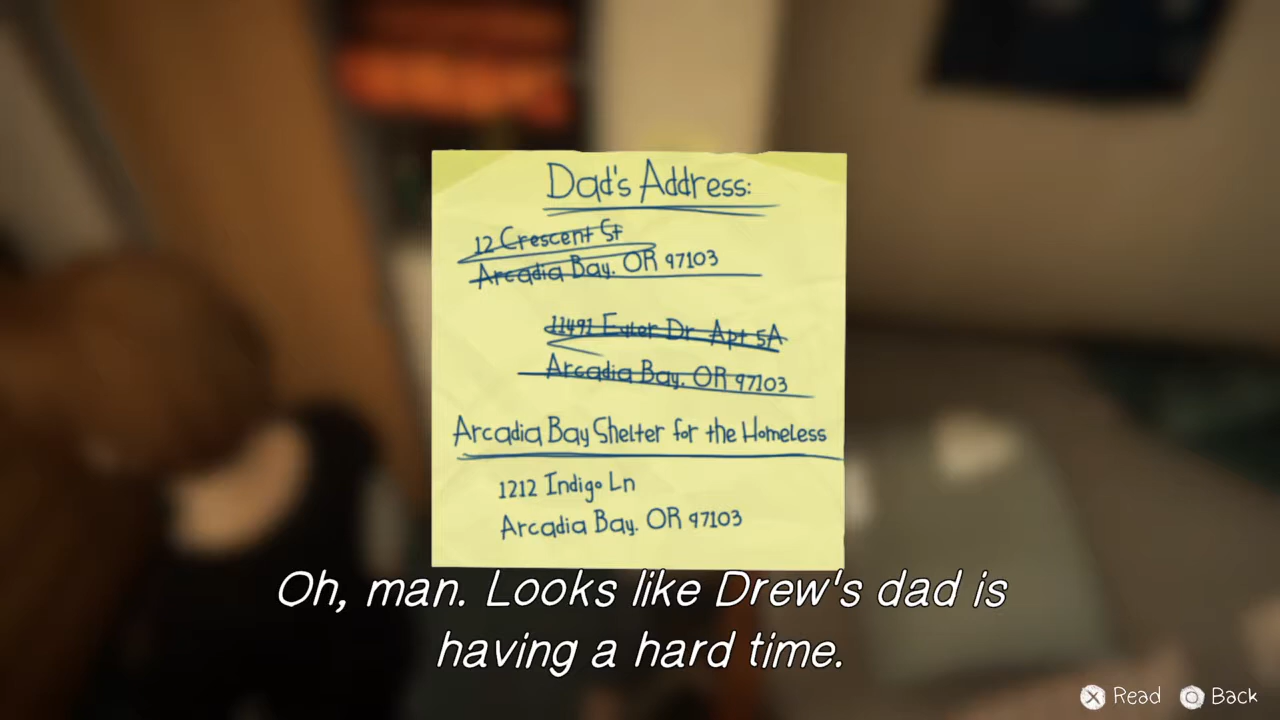 Dad's Address:
12 Crescent St
Arcadia Bay. OR 97103
11491 Dr Apt 5A
Arcadia Bay. OR 97103
Arcadia Bay Shelter for the Homeless
1212 Indigo Ln
Arcadia Bay. OR 97103
Oh, man. Looks like Drew's dad is
having a hard time.
Read Back